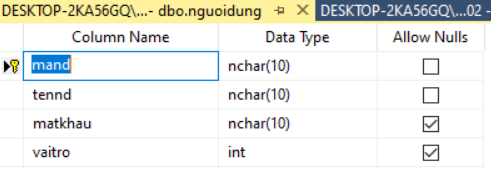 DESKTOP-2KA56GQ\...- dbo.nguoidung DESKTOP-2KA56GQ\...02 -
Column Name Data Type Allow Nulls
mand nchar(10)
tennd nchar(10)
matkhau nchar(10)
vaitro int